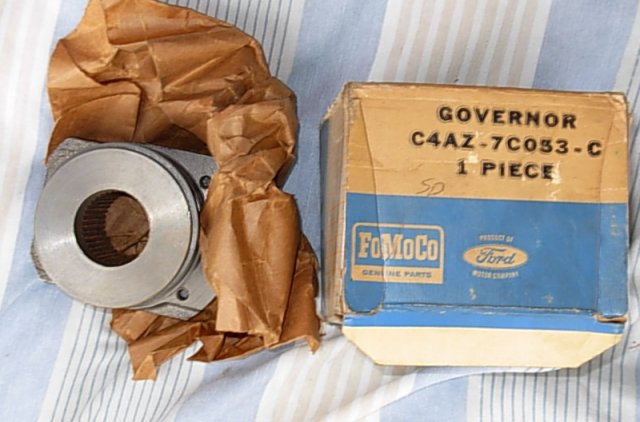 GOVERNOR
C4AZ-7C053-C
1 PIECE
SD
FoMoCo
GENUINE PARTS
PRODUCT OF
Ford
MOTOR COMPANY